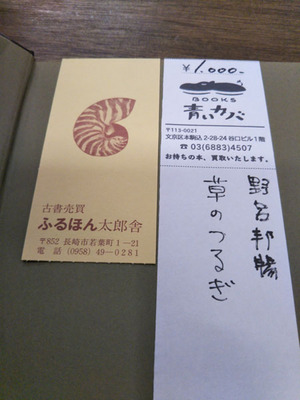 古書売買
ふるほん太郎舎
〒852 長崎市若葉町1－21
電話 (0958) 49－0281
¥1,000-
BOOKS
青いカバ
〒113-0021
文京区本駒込 2-28-24 谷口ビル1階
☎ 03(6883)4507
お持ちの本、買取いたします。
野呂邦暢
草のつるぎ